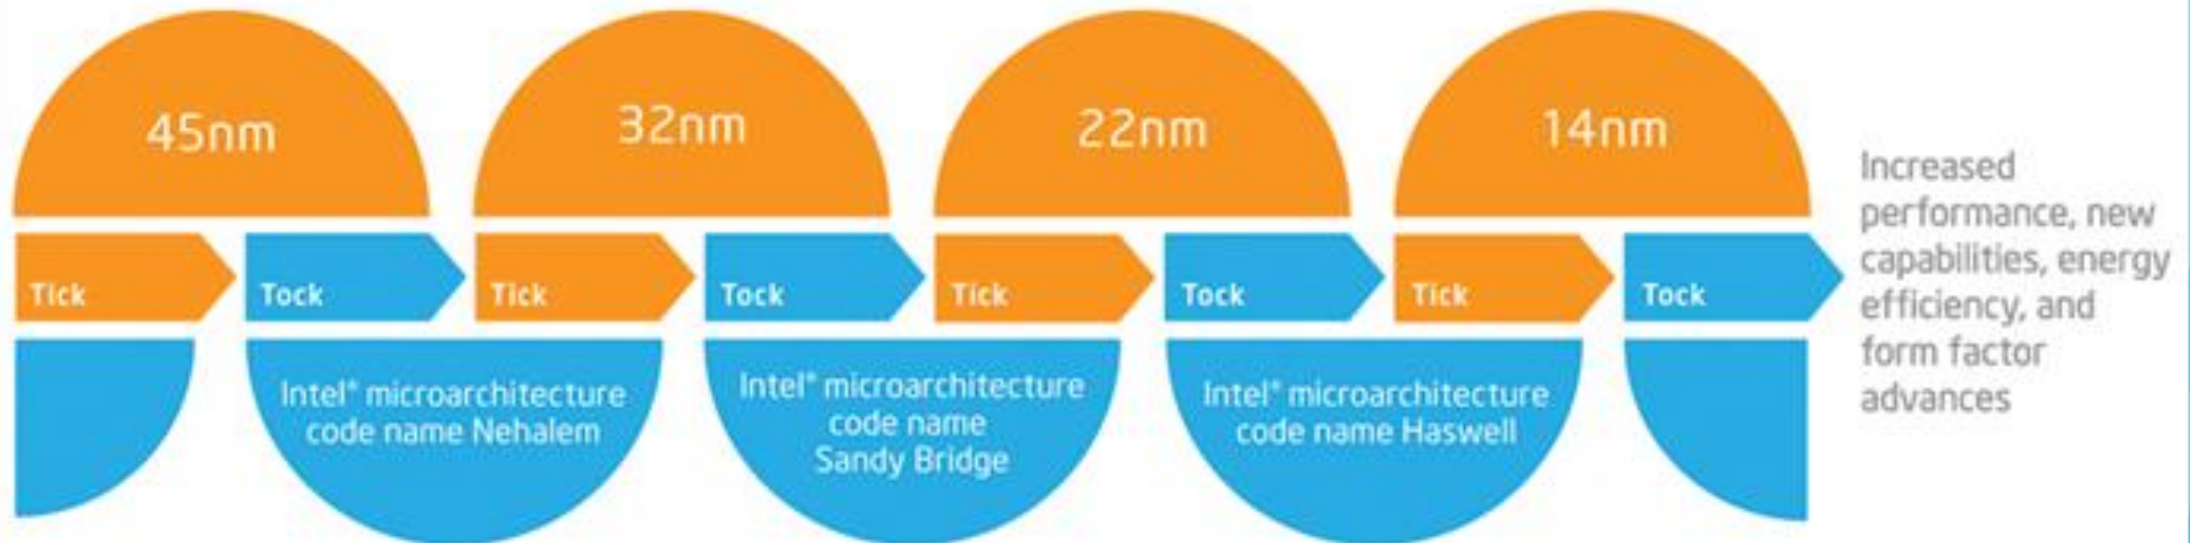 45nm
32nm
22nm
14nm
Tick
Tock
Tick
Tock
Tick
Tock
Tick
Tock
Intel® microarchitecture
code name Nehalem
Intel® microarchitecture
code name
Sandy Bridge
Intel® microarchitecture
code name Haswell
Increased
performance, new
capabilities, energy
efficiency, and
form factor
advances